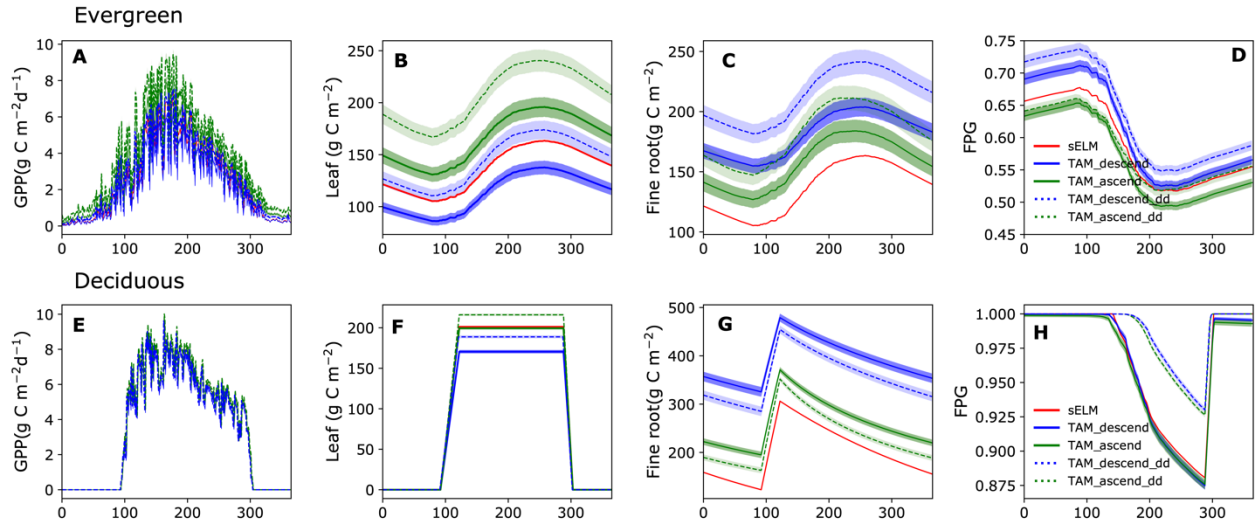 Evergreen
A
GPP(g C m⁻²d⁻¹)
10
8
6
4
2
0
0 100 200 300
B
Leaf (g C m⁻²)
250
200
150
100
0 100 200 300
C
Fine root(g C m⁻²)
250
200
150
100
0 100 200 300
D
FPG
0.75
0.70
0.65
0.60
0.55
0.50
0.45
sELM
TAM_descend
TAM_ascend
TAM_descend_dd
TAM_ascend_dd
0 100 200 300
Deciduous
E
GPP(g C m⁻²d⁻¹)
10
8
6
4
2
0
0 100 200 300
F
Leaf (g C m⁻²)
200
150
100
50
0
0 100 200 300
G
Fine root(g C m⁻²)
500
400
300
200
0 100 200 300
H
FPG
1.000
0.975
0.950
0.925
0.900
0.875
sELM
TAM_descend
TAM_ascend
TAM_descend_dd
TAM_ascend_dd
0 100 200 300